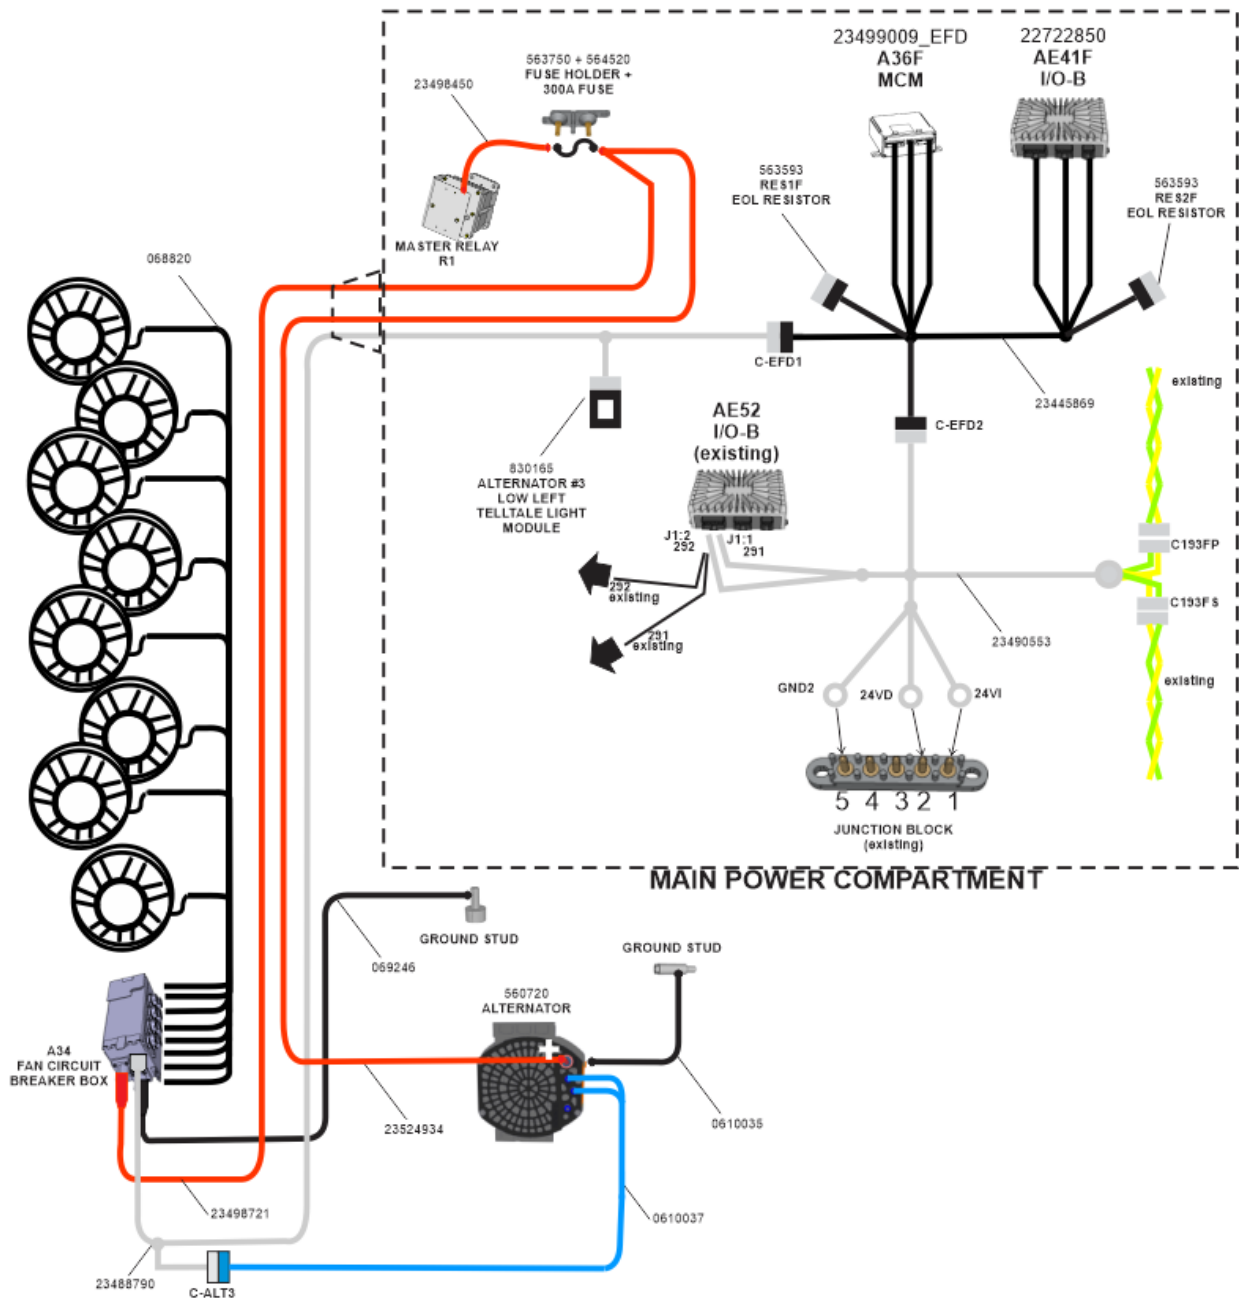 23499009_EFD
A36F
MCM
22722850
AE41F
I/O-B
563750 + 564520
FUSE HOLDER +
300A FUSE
23498450
563593
RES1F
EOL RESISTOR
563593
RES2F
EOL RESISTOR
MASTER RELAY
R1
068820
C-EFD1
existing
23445869
C-EFD2
AE52
I/O-B
(existing)
830165
ALTERNATOR #3
LOW LEFT
TELLTALE LIGHT
MODULE
J1:2
292
J1:1
291
C193FP
292
existing
C193FS
291
existing
23490553
existing
GND2
24VD
24VI
5 4 3 2 1
JUNCTION BLOCK
(existing)
MAIN POWER COMPARTMENT
GROUND STUD
GROUND STUD
069246
560720
ALTERNATOR
A34
FAN CIRCUIT
BREAKER BOX
23524934
0610035
23498721
0610037
23488790
C-ALT3